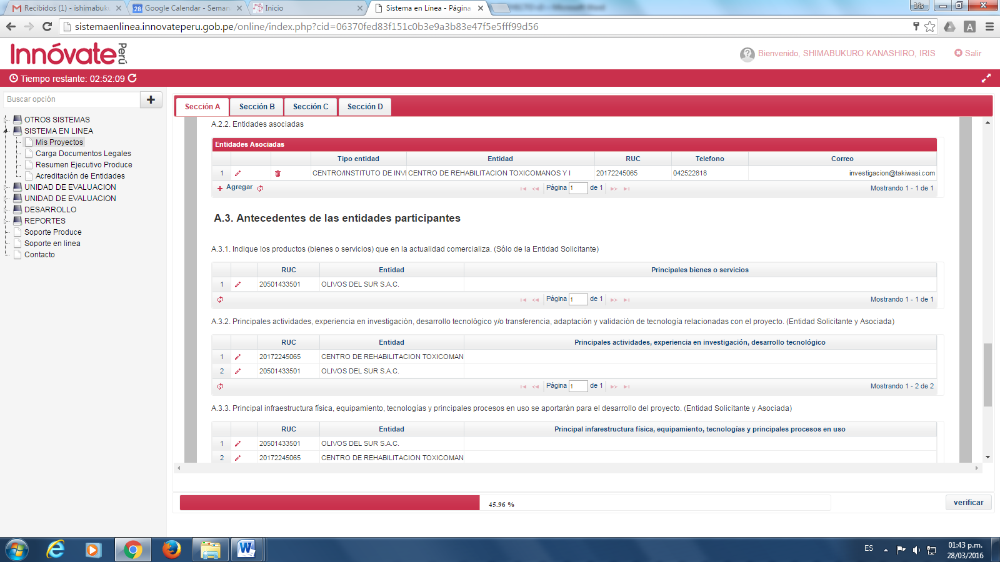 Recibidos (1) - ishimabuku
Google Calendar - Seman
Inicio
Sistema en Línea - Página
Iris
sistemaenlinea.innovateperu.gob.pe/online/index.php?cid=06370fed83f151c0b3e9a3b83e47f5e5fff99d56
Innóvate Perú
Bienvenido, SHIMABUKURO KANASHIRO, IRIS
Salir
Tiempo restante: 02:52:09
Buscar opción
OTROS SISTEMAS
SISTEMA EN LINEA
Mis Proyectos
Carga Documentos Legales
Resumen Ejecutivo Produce
Acreditación de Entidades
UNIDAD DE EVALUACION
UNIDAD DE EVALUACION
DESARROLLO
REPORTES
Soporte Produce
Soporte en linea
Contacto
Sección A
Sección B
Sección C
Sección D
A.2.2. Entidades asociadas
Entidades Asociadas
Tipo entidad Entidad RUC Telefono Correo
1 CENTRO/INSTITUTO DE INVI CENTRO DE REHABILITACION TOXICOMANOS Y I 20172245065 042522818 investigacion@takiwasi.com
Agregar Página 1 de 1 Mostrando 1 - 1 de 1
A.3. Antecedentes de las entidades participantes
A.3.1. Indique los productos (bienes o servicios) que en la actualidad comercializa. (Sólo de la Entidad Solicitante)
RUC Entidad Principales bienes o servicios
1 20501433501 OLIVOS DEL SUR S.A.C.
Página 1 de 1 Mostrando 1 - 1 de 1
A.3.2. Principales actividades, experiencia en investigación, desarrollo tecnológico y/o transferencia, adaptación y validación de tecnología relacionadas con el proyecto. (Entidad Solicitante y Asociada)
RUC Entidad Principales actividades, experiencia en investigación, desarrollo tecnológico
1 20172245065 CENTRO DE REHABILITACION TOXICOMAN
2 20501433501 OLIVOS DEL SUR S.A.C.
Página 1 de 1 Mostrando 1 - 2 de 2
A.3.3. Principal infraestructura física, equipamiento, tecnologías y principales procesos en uso se aportarán para el desarrollo del proyecto. (Entidad Solicitante y Asociada)
RUC Entidad Principal infarestructura física, equipamiento, tecnologías y principales procesos en uso
1 20501433501 OLIVOS DEL SUR S.A.C.
2 20172245065 CENTRO DE REHABILITACION TOXICOMAN
45.96 %
verificar
ES
01:43 p.m.
28/03/2016